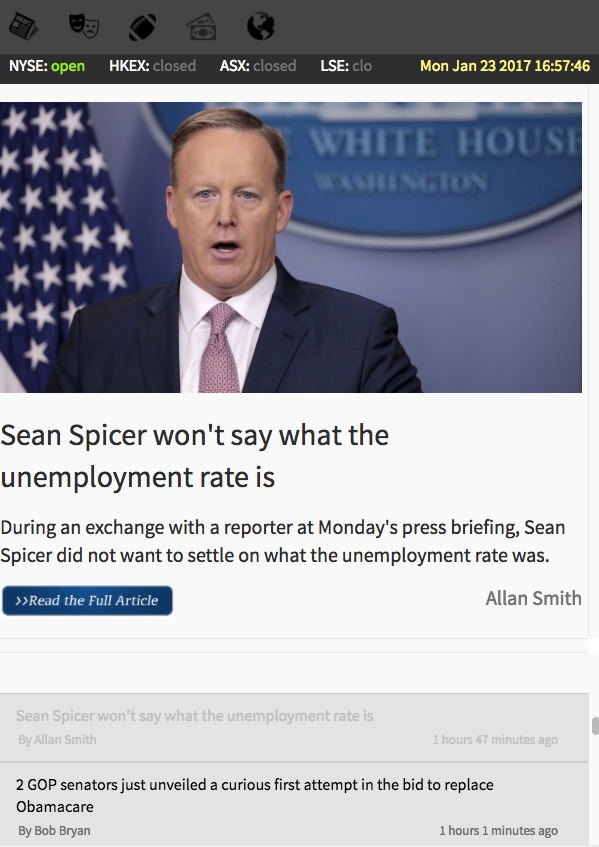 NYSE: open HKEX: closed ASX: closed LSE: clo Mon Jan 23 2017 16:57:46
WHITE HOUSE
WASHINGTON
Sean Spicer won't say what the
unemployment rate is
During an exchange with a reporter at Monday's press briefing, Sean
Spicer did not want to settle on what the unemployment rate was.
>>Read the Full Article
Allan Smith
Sean Spicer won't say what the unemployment rate is
By Allan Smith 1 hours 47 minutes ago
2 GOP senators just unveiled a curious first attempt in the bid to replace
Obamacare
By Bob Bryan 1 hours 1 minutes ago